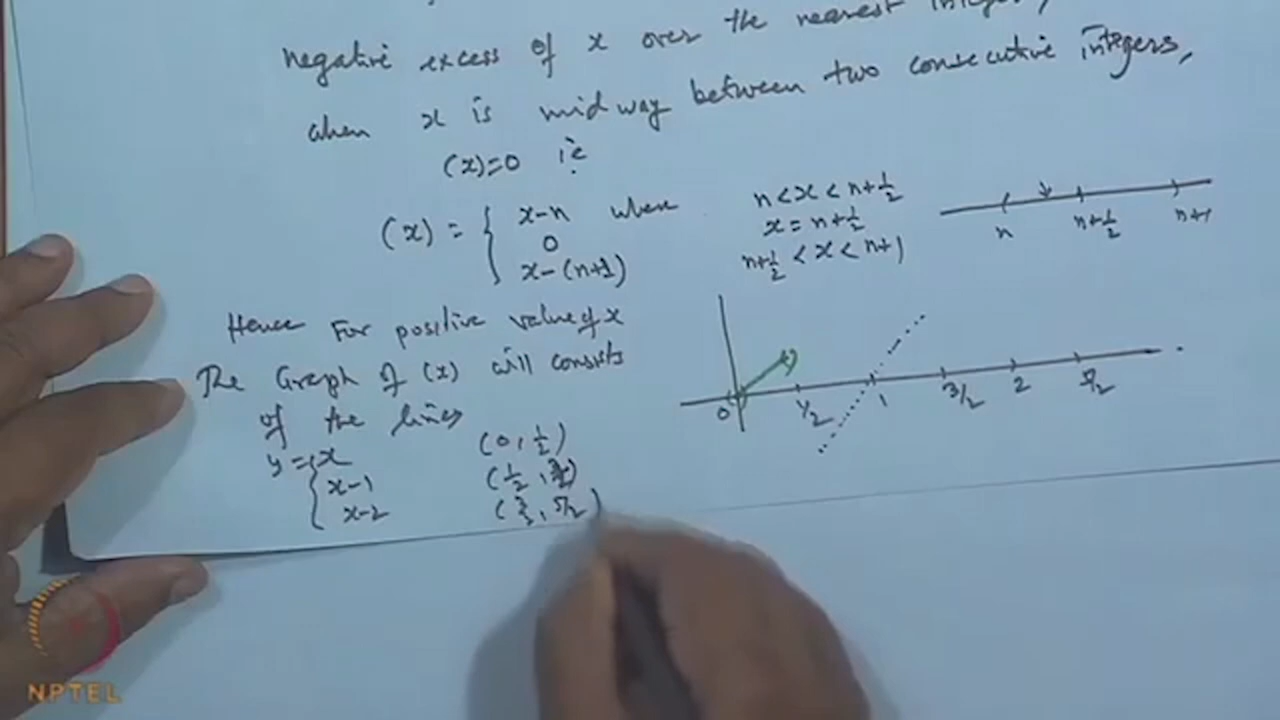 negative excess of x over the nearest integer,
when x is midway between two consecutive integers,
(x)=0 ie
(x) = { x-n where n<x<n+1/2
0 x=n+1/2
x-(n+1) n+1/2<x<n+1
n n+1/2 n+1
Hence For positive value of x
The Graph of (x) will consists
of the lines
y = { x (0, 1/2)
x-1 (1/2, 3/2)
x-2 (3/2, 5/2)
0 1/2 1 3/2 2 5/2
NPTEL